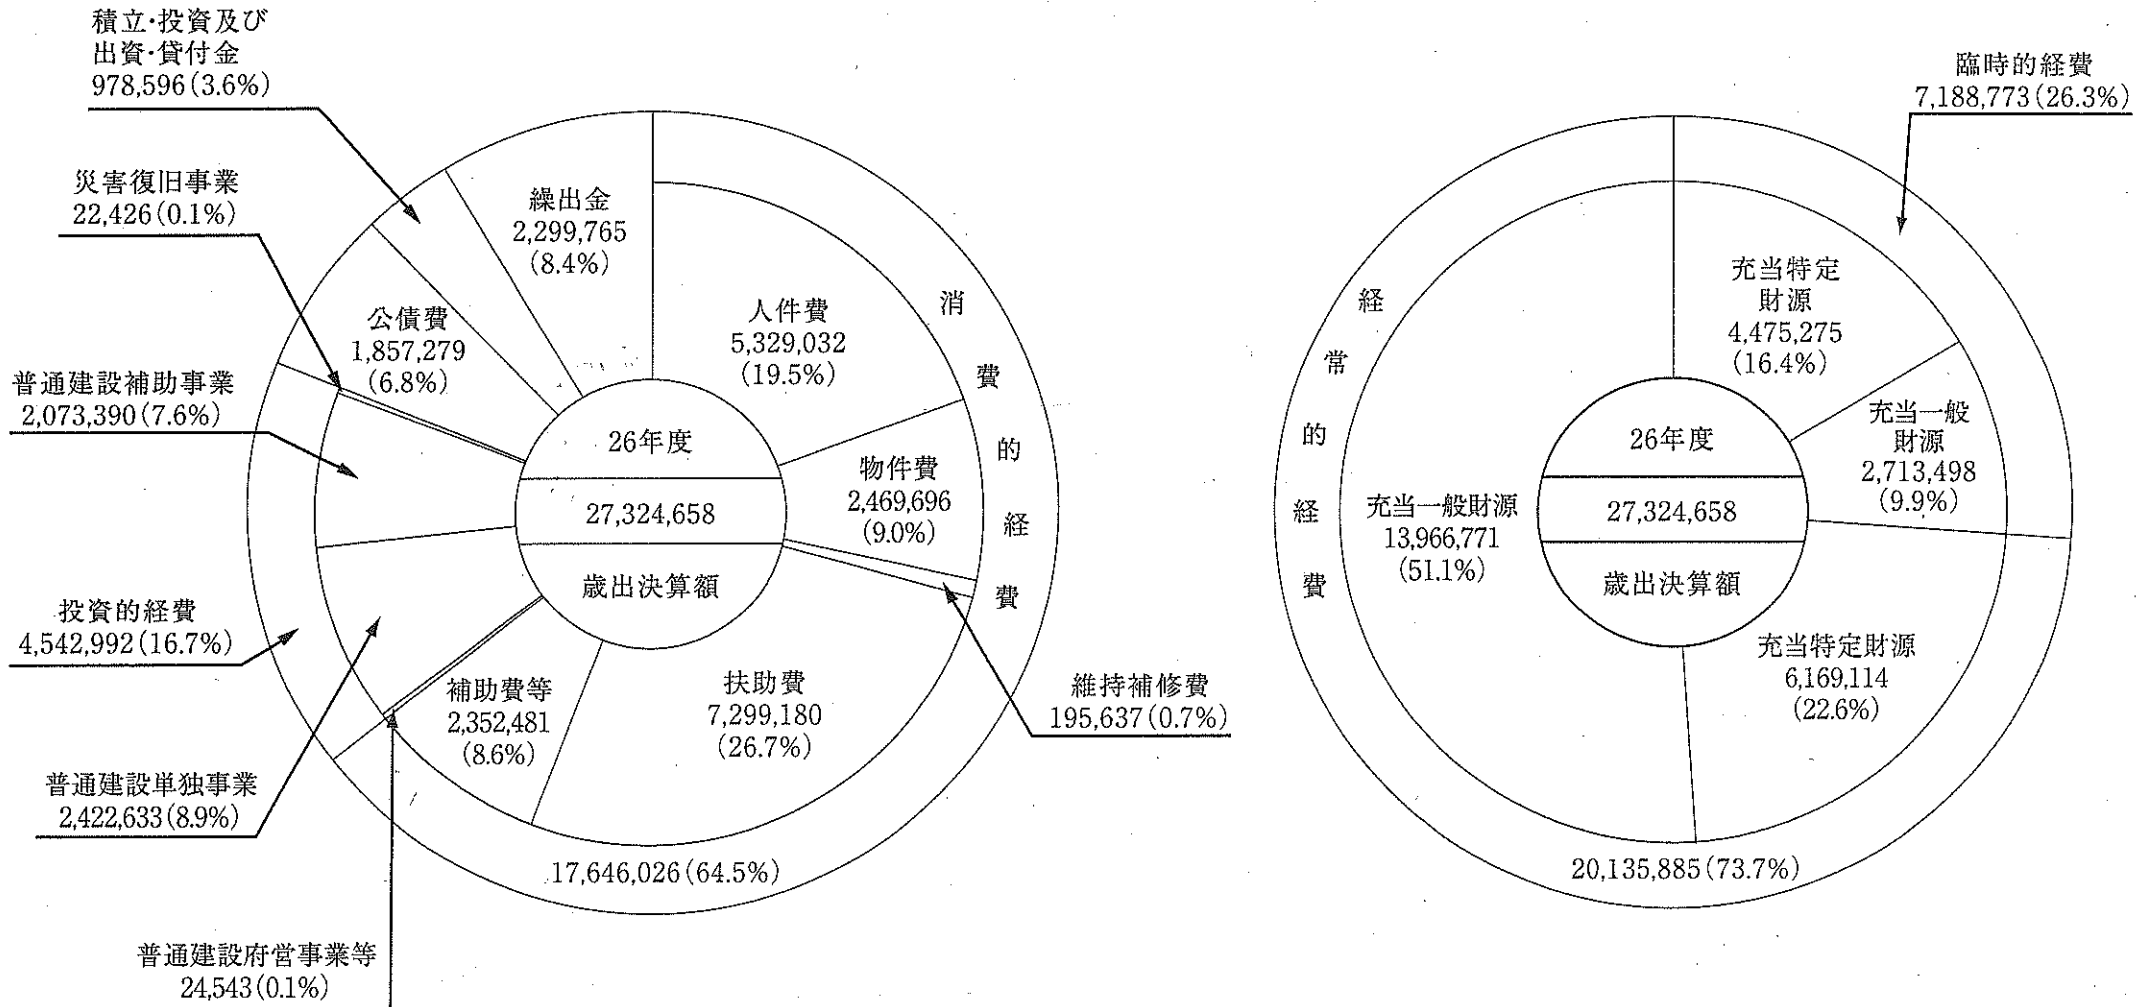 積立・投資及び
出資・貸付金
978,596(3.6%)
災害復旧事業
22,426(0.1%)
普通建設補助事業
2,073,390(7.6%)
投資的経費
4,542,992(16.7%)
普通建設単独事業
2,422,633(8.9%)
普通建設府営事業等
24,543(0.1%)
繰出金
2,299,765
(8.4%)
公債費
1,857,279
(6.8%)
人件費
5,329,032
(19.5%)
物件費
2,469,696
(9.0%)
維持補修費
195,637(0.7%)
扶助費
7,299,180
(26.7%)
補助費等
2,352,481
(8.6%)
消費的経費
17,646,026(64.5%)
26年度
27,324,658
歳出決算額
臨時的経費
7,188,773(26.3%)
充当特定
財源
4,475,275
(16.4%)
充当一般
財源
2,713,498
(9.9%)
経常的経費
充当一般財源
13,966,771
(51.1%)
充当特定財源
6,169,114
(22.6%)
20,135,885(73.7%)
26年度
27,324,658
歳出決算額